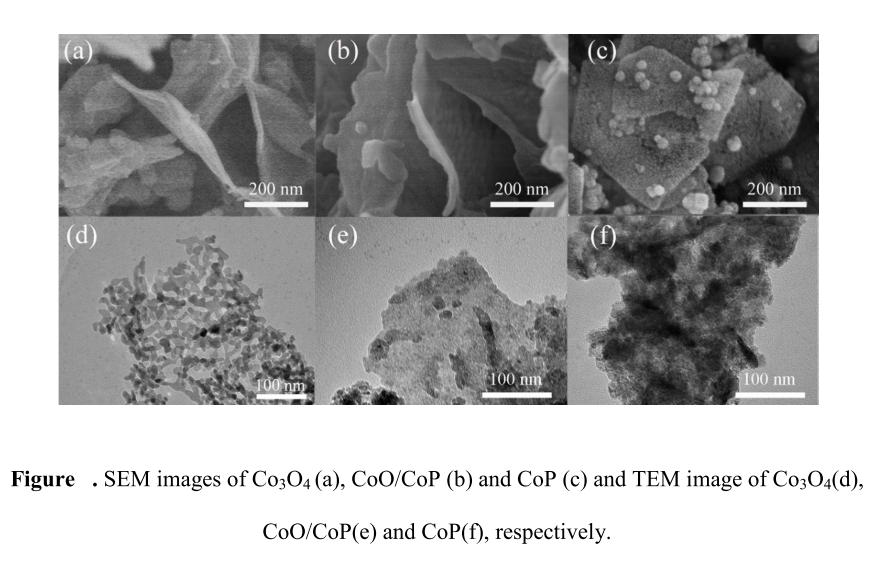 (a) (b) (c)
200 nm 200 nm 200 nm
(d) (e) (f)
100 nm 100 nm 100 nm
Figure . SEM images of Co₃O₄ (a), CoO/CoP (b) and CoP (c) and TEM image of Co₃O₄(d),
CoO/CoP(e) and CoP(f), respectively.